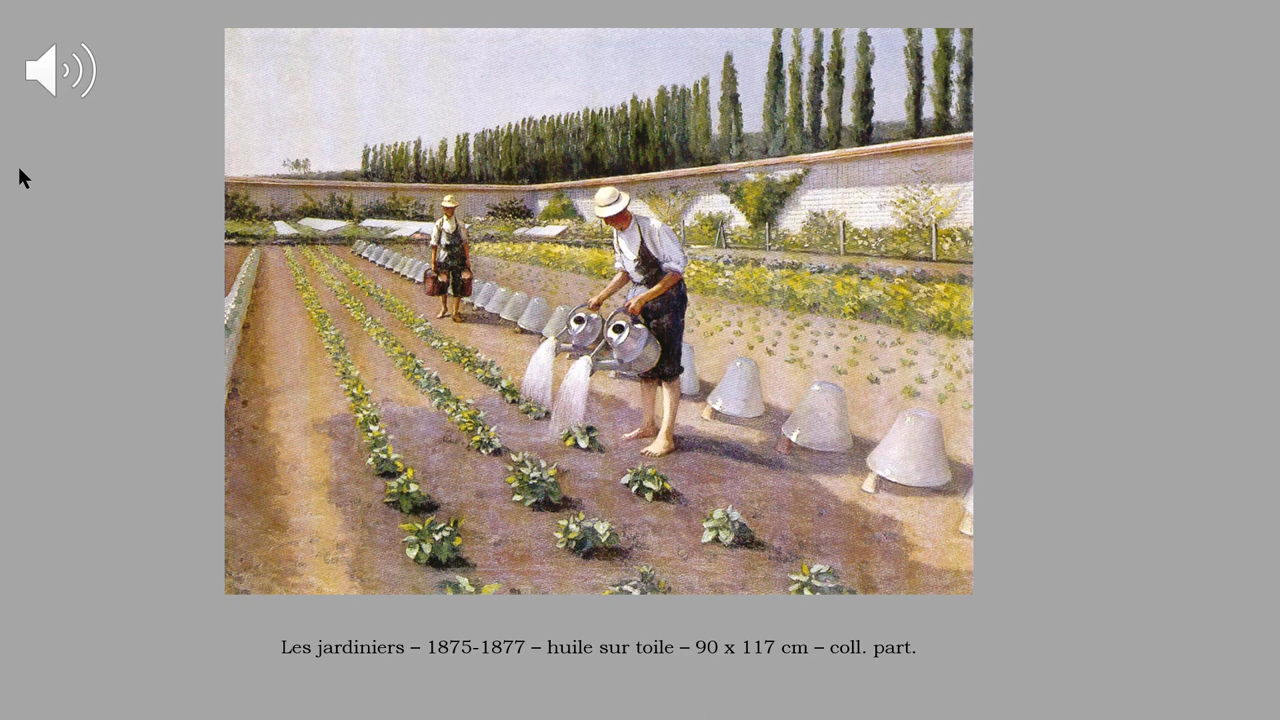 Les jardiniers – 1875-1877 – huile sur toile – 90 x 117 cm – coll. part.